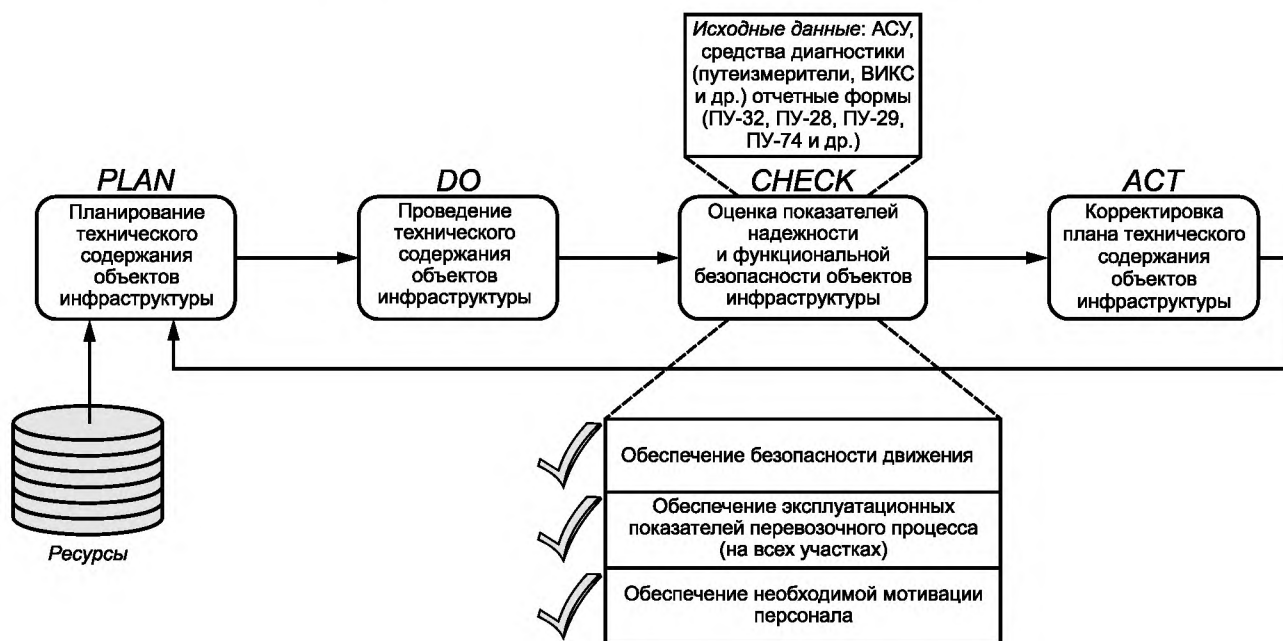 Исходные данные: АСУ,
средства диагностики
(путеизмерители, ВИКС
и др.) отчетные формы
(ПУ-32, ПУ-28, ПУ-29,
ПУ-74 и др.)
PLAN
Планирование
технического
содержания
объектов
инфраструктуры
DO
Проведение
технического
содержания
объектов
инфраструктуры
CHECK
Оценка показателей
надежности
и функциональной
безопасности объектов
инфраструктуры
ACT
Корректировка
плана технического
содержания
объектов
инфраструктуры
Ресурсы
Обеспечение безопасности движения
Обеспечение эксплуатационных
показателей перевозочного процесса
(на всех участках)
Обеспечение необходимой мотивации
персонала